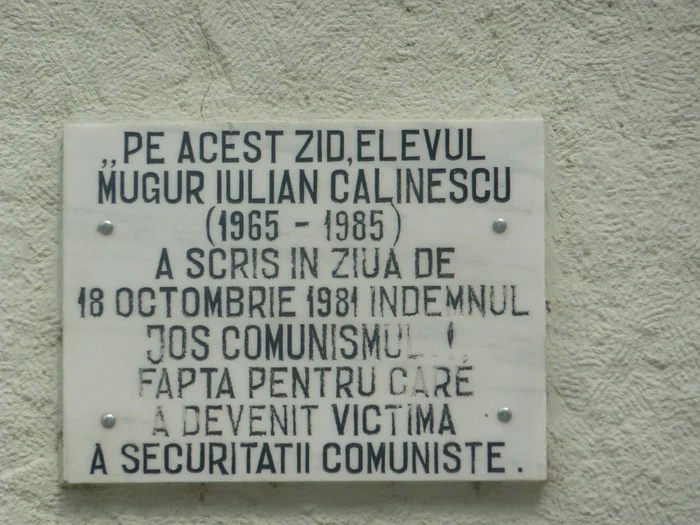 „PE ACEST ZID, ELEVUL
MUGUR IULIAN CALINESCU
(1965 - 1985)
A SCRIS IN ZIUA DE
18 OCTOMBRIE 1981 INDEMNUL
JOS COMUNISMUL !,
FAPTA PENTRU CARE
A DEVENIT VICTIMA
A SECURITATII COMUNISTE.